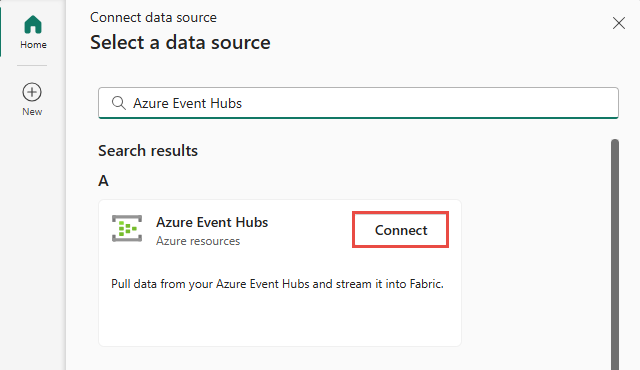 Home
New
Connect data source
Select a data source
Azure Event Hubs
Search results
A
Azure Event Hubs
Azure resources
Connect
Pull data from your Azure Event Hubs and stream it into Fabric.